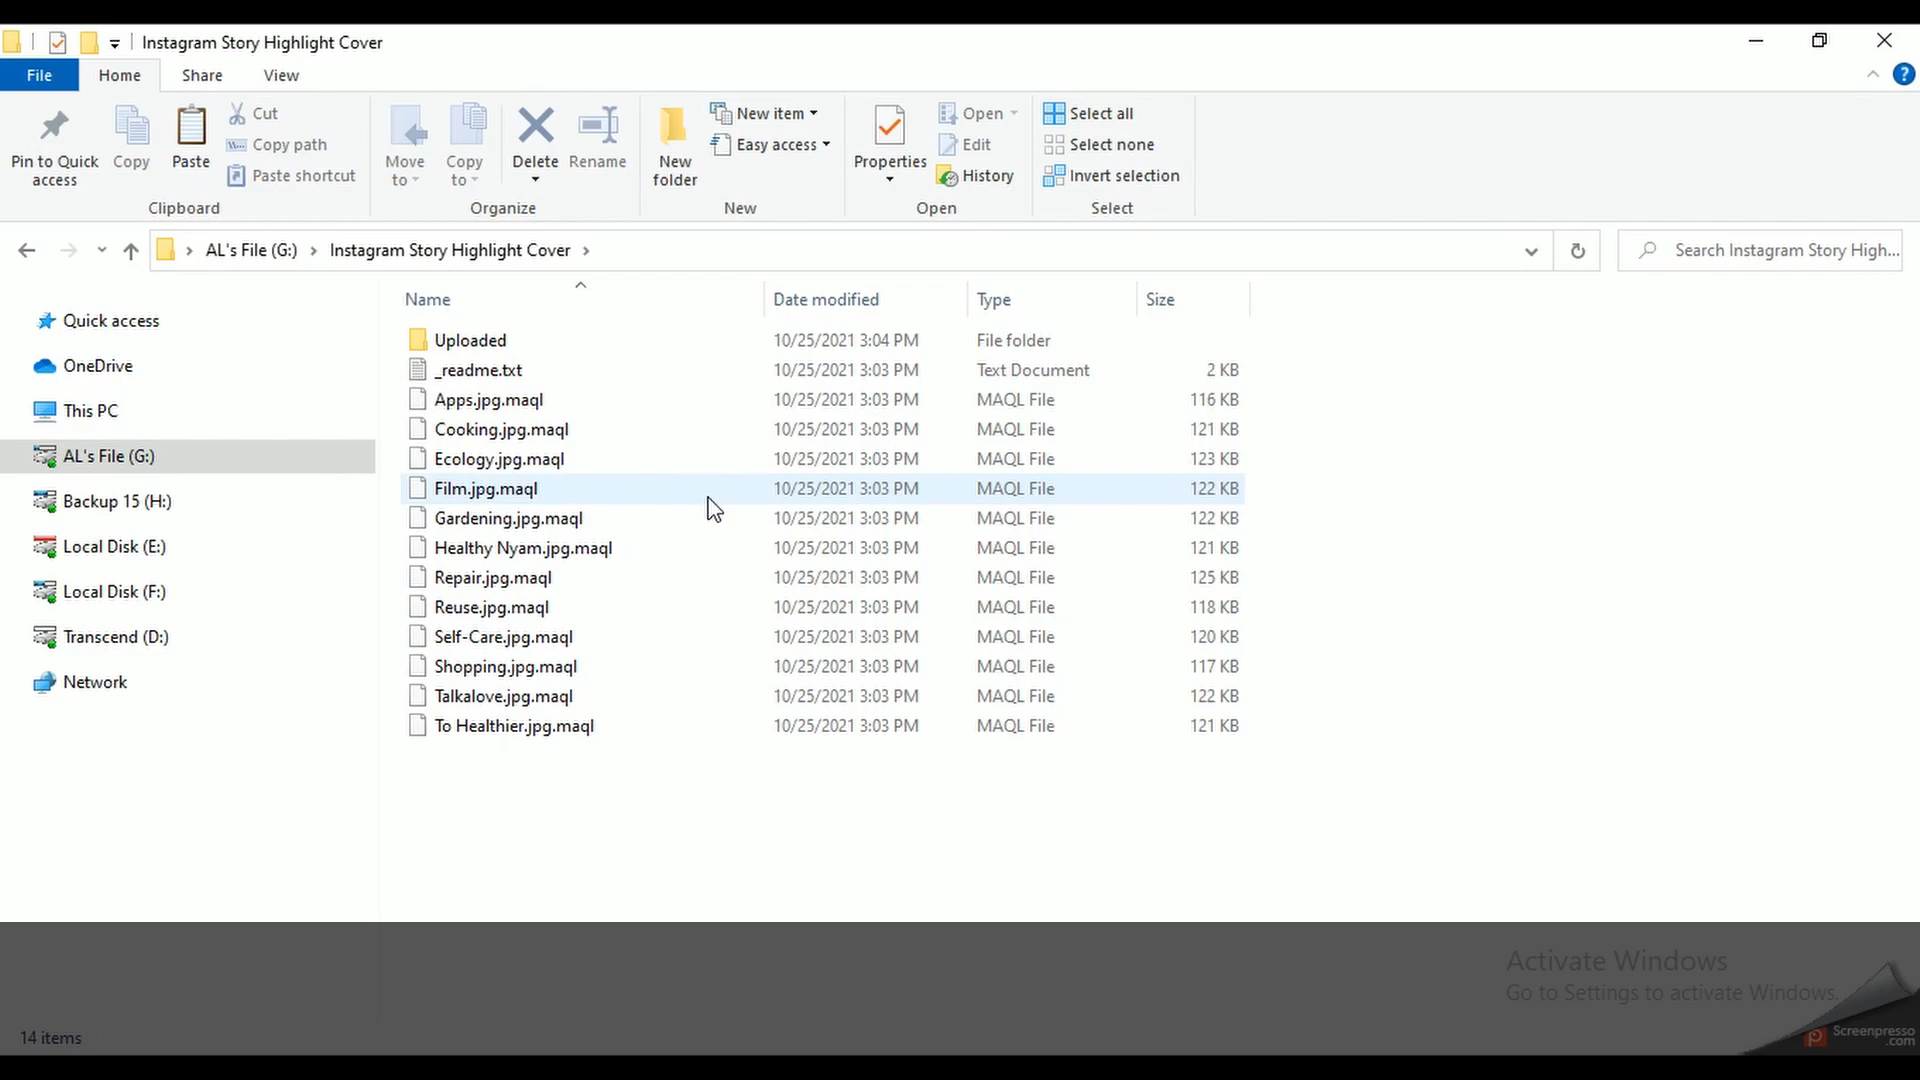 Instagram Story Highlight Cover
File Home Share View
Pin to Quick access
Copy
Paste
Cut
Copy path
Paste shortcut
Clipboard
Move to
Copy to
Delete
Rename
Organize
New folder
New item
Easy access
New
Properties
Open
Edit
History
Open
Select all
Select none
Invert selection
Select
AL's File (G:) Instagram Story Highlight Cover
Search Instagram Story High...
Quick access
OneDrive
This PC
AL's File (G:)
Backup 15 (H:)
Local Disk (E:)
Local Disk (F:)
Transcend (D:)
Network
Name Date modified Type Size
Uploaded 10/25/2021 3:04 PM File folder
_readme.txt 10/25/2021 3:03 PM Text Document 2 KB
Apps.jpg.maql 10/25/2021 3:03 PM MAQL File 116 KB
Cooking.jpg.maql 10/25/2021 3:03 PM MAQL File 121 KB
Ecology.jpg.maql 10/25/2021 3:03 PM MAQL File 123 KB
Film.jpg.maql 10/25/2021 3:03 PM MAQL File 122 KB
Gardening.jpg.maql 10/25/2021 3:03 PM MAQL File 122 KB
Healthy Nyam.jpg.maql 10/25/2021 3:03 PM MAQL File 121 KB
Repair.jpg.maql 10/25/2021 3:03 PM MAQL File 125 KB
Reuse.jpg.maql 10/25/2021 3:03 PM MAQL File 118 KB
Self-Care.jpg.maql 10/25/2021 3:03 PM MAQL File 120 KB
Shopping.jpg.maql 10/25/2021 3:03 PM MAQL File 117 KB
Talkalove.jpg.maql 10/25/2021 3:03 PM MAQL File 122 KB
To Healthier.jpg.maql 10/25/2021 3:03 PM MAQL File 121 KB
Activate Windows
Go to Settings to activate Windows.
14 items
Screenpresso
.com